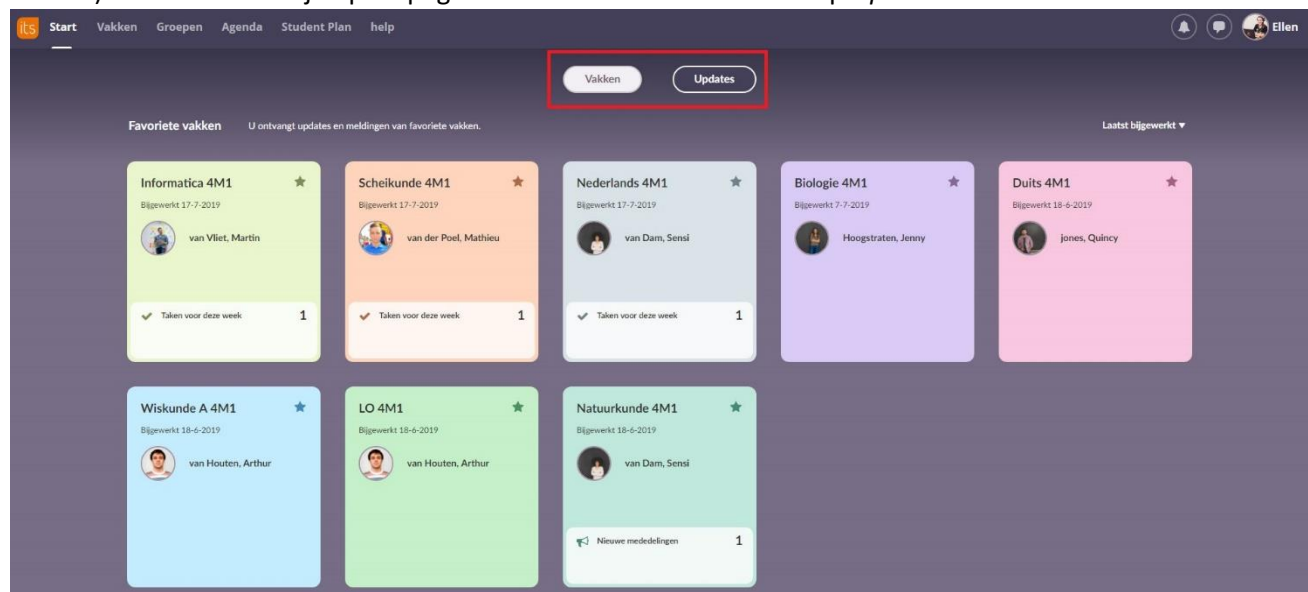 its Start Vakken Groepen Agenda Student Plan help Ellen
Vakken Updates
Favoriete vakken U ontvangt updates en meldingen van favoriete vakken. Laatst bijgewerkt ▼
Informatica 4M1
Bijgewerkt 17-7-2019
van Vliet, Martin
Taken voor deze week 1
Scheikunde 4M1
Bijgewerkt 17-7-2019
van der Poel, Mathieu
Taken voor deze week 1
Nederlands 4M1
Bijgewerkt 17-7-2019
van Dam, Sensi
Taken voor deze week 1
Biologie 4M1
Bijgewerkt 7-7-2019
Hoogstraten, Jenny
Duits 4M1
Bijgewerkt 18-6-2019
jones, Quincy
Wiskunde A 4M1
Bijgewerkt 18-6-2019
van Houten, Arthur
LO 4M1
Bijgewerkt 18-6-2019
van Houten, Arthur
Natuurkunde 4M1
Bijgewerkt 18-6-2019
van Dam, Sensi
Nieuwe mededelingen 1